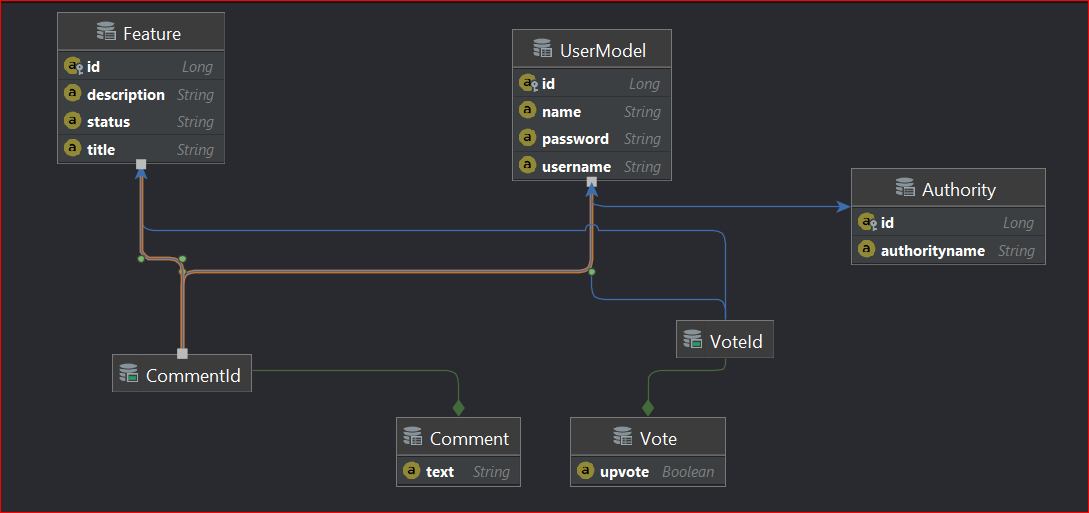 Feature
id Long
description String
status String
title String
UserModel
id Long
name String
password String
username String
Authority
id Long
authorityname String
VoteId
CommentId
Comment
text String
Vote
upvote Boolean